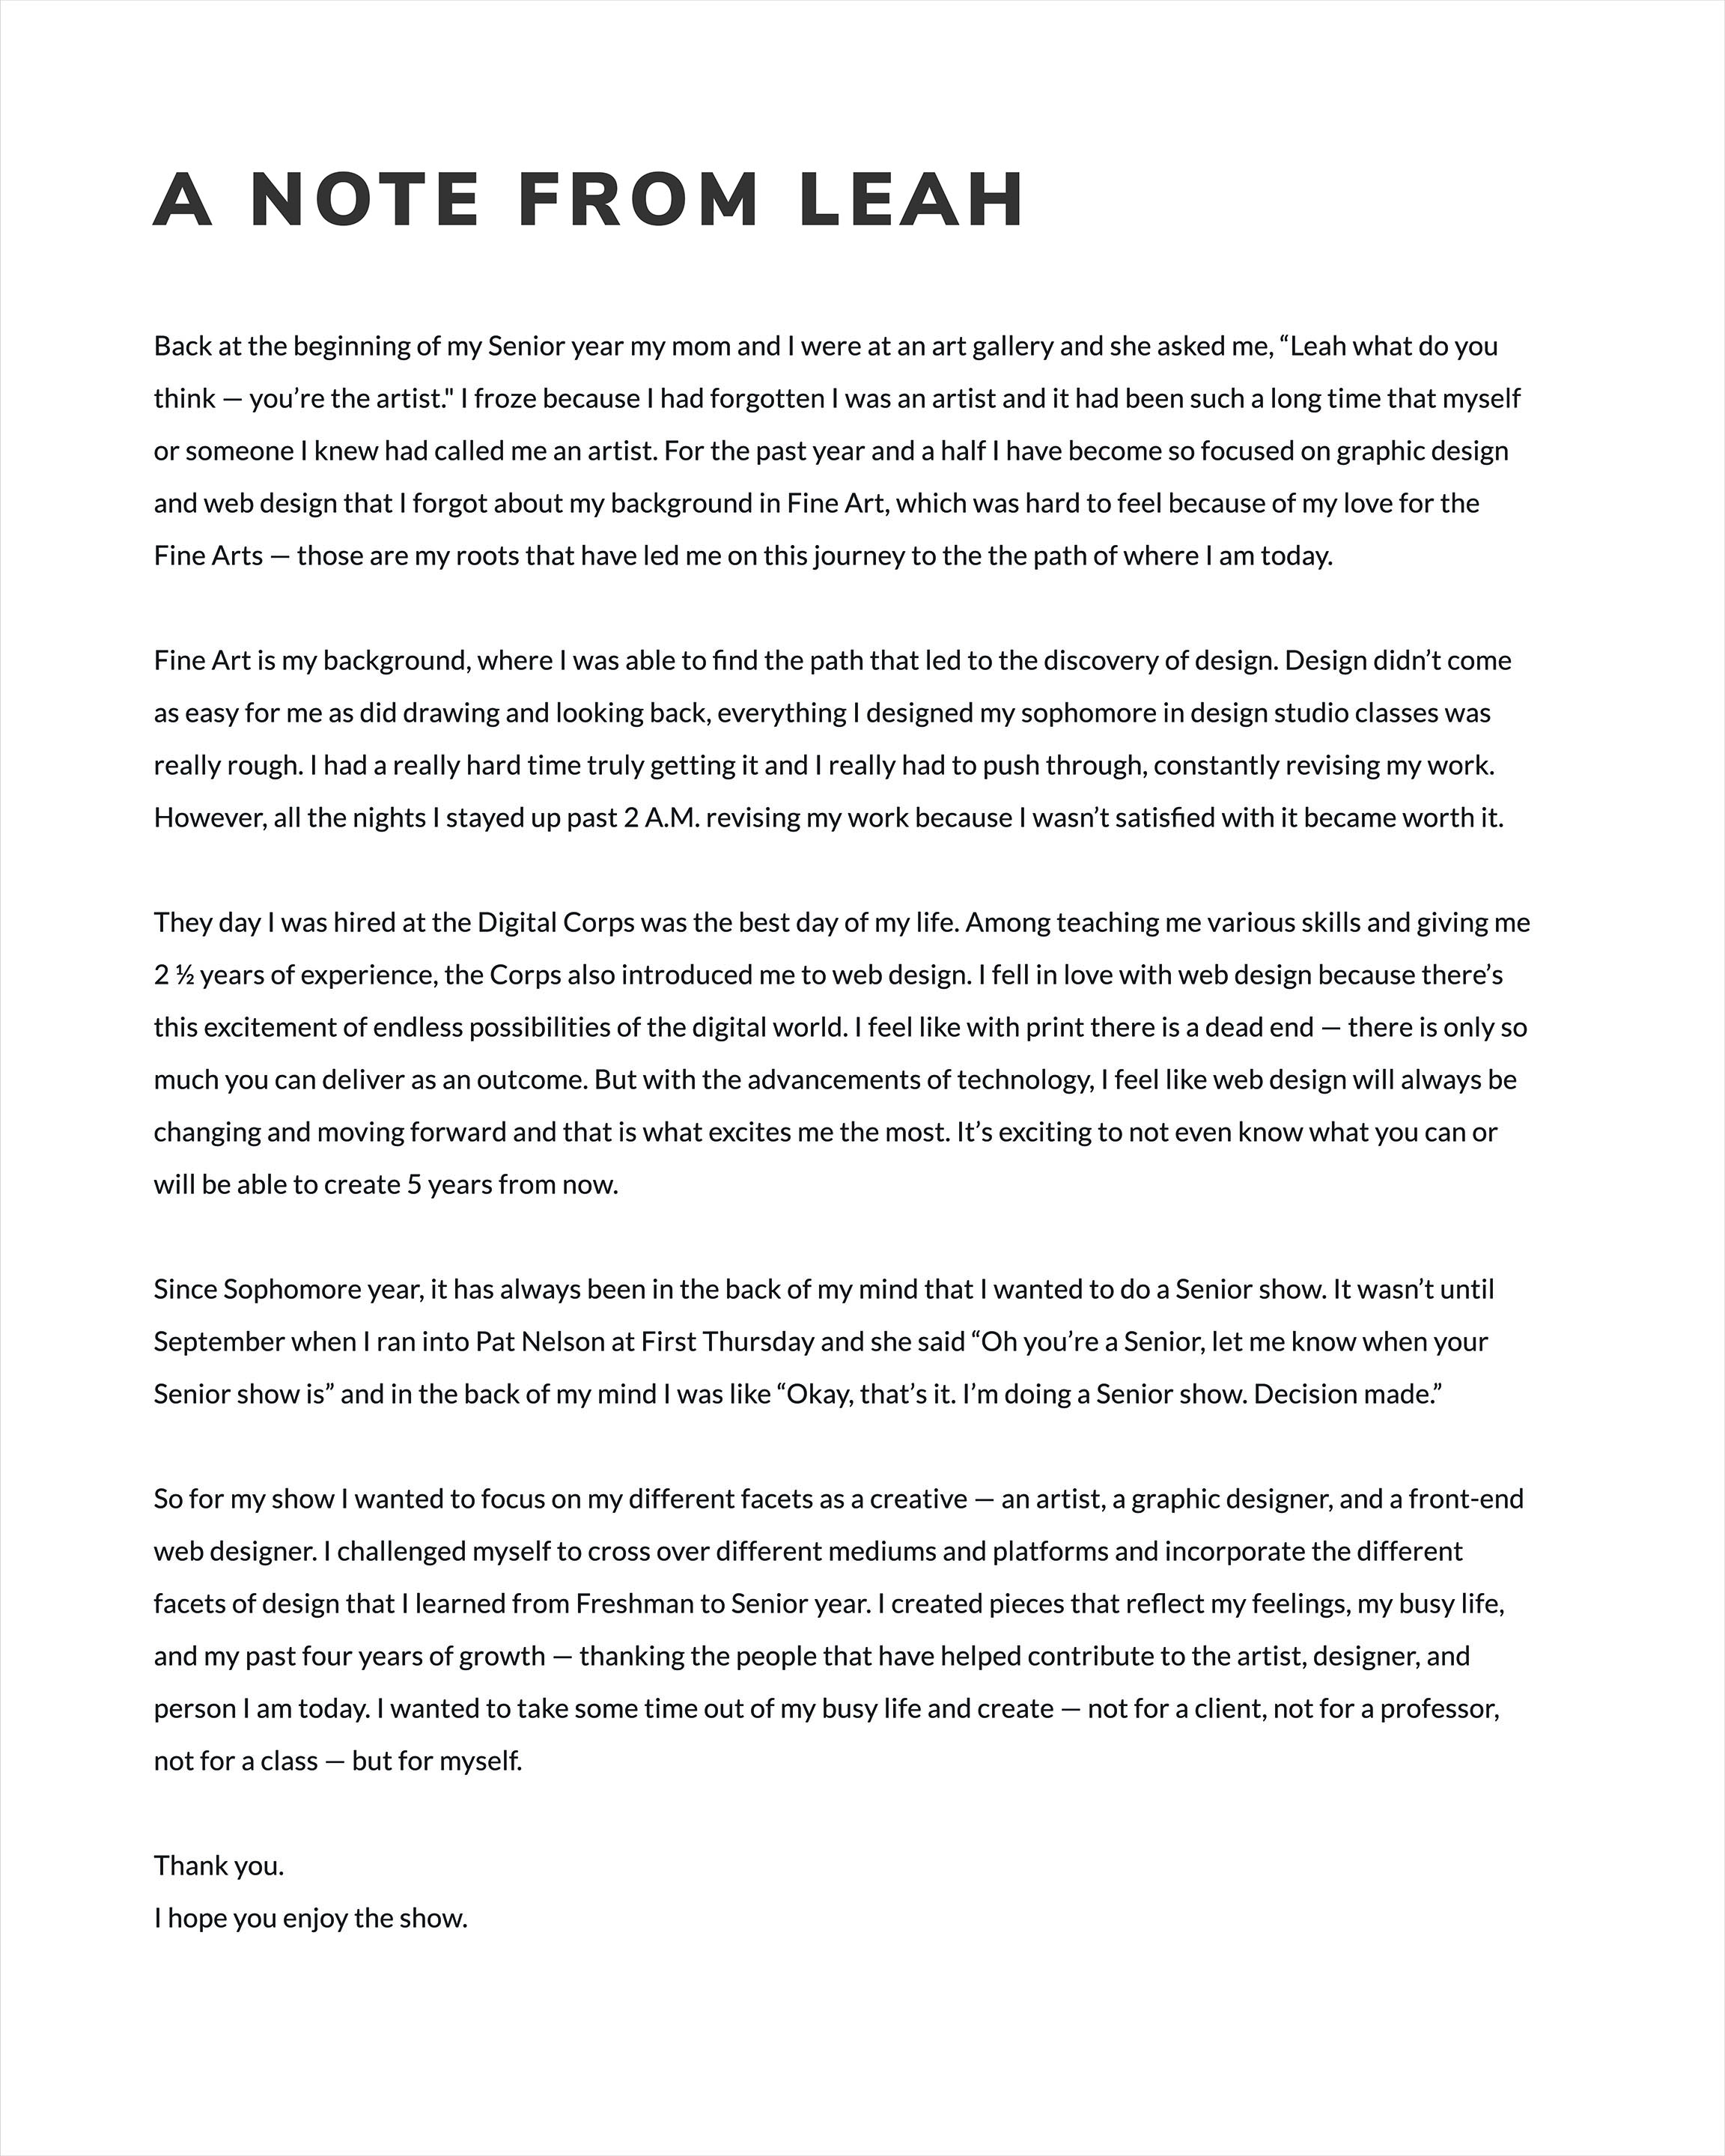 A NOTE FROM LEAH
Back at the beginning of my Senior year my mom and I were at an art gallery and she asked me, “Leah what do you
think — you’re the artist." I froze because I had forgotten I was an artist and it had been such a long time that myself
or someone I knew had called me an artist. For the past year and a half I have become so focused on graphic design
and web design that I forgot about my background in Fine Art, which was hard to feel because of my love for the
Fine Arts — those are my roots that have led me on this journey to the the path of where I am today.
Fine Art is my background, where I was able to find the path that led to the discovery of design. Design didn’t come
as easy for me as did drawing and looking back, everything I designed my sophomore in design studio classes was
really rough. I had a really hard time truly getting it and I really had to push through, constantly revising my work.
However, all the nights I stayed up past 2 A.M. revising my work because I wasn’t satisfied with it became worth it.
They day I was hired at the Digital Corps was the best day of my life. Among teaching me various skills and giving me
2 ½ years of experience, the Corps also introduced me to web design. I fell in love with web design because there’s
this excitement of endless possibilities of the digital world. I feel like with print there is a dead end — there is only so
much you can deliver as an outcome. But with the advancements of technology, I feel like web design will always be
changing and moving forward and that is what excites me the most. It’s exciting to not even know what you can or
will be able to create 5 years from now.
Since Sophomore year, it has always been in the back of my mind that I wanted to do a Senior show. It wasn’t until
September when I ran into Pat Nelson at First Thursday and she said “Oh you’re a Senior, let me know when your
Senior show is” and in the back of my mind I was like “Okay, that’s it. I’m doing a Senior show. Decision made.”
So for my show I wanted to focus on my different facets as a creative — an artist, a graphic designer, and a front-end
web designer. I challenged myself to cross over different mediums and platforms and incorporate the different
facets of design that I learned from Freshman to Senior year. I created pieces that reflect my feelings, my busy life,
and my past four years of growth — thanking the people that have helped contribute to the artist, designer, and
person I am today. I wanted to take some time out of my busy life and create — not for a client, not for a professor,
not for a class — but for myself.
Thank you.
I hope you enjoy the show.